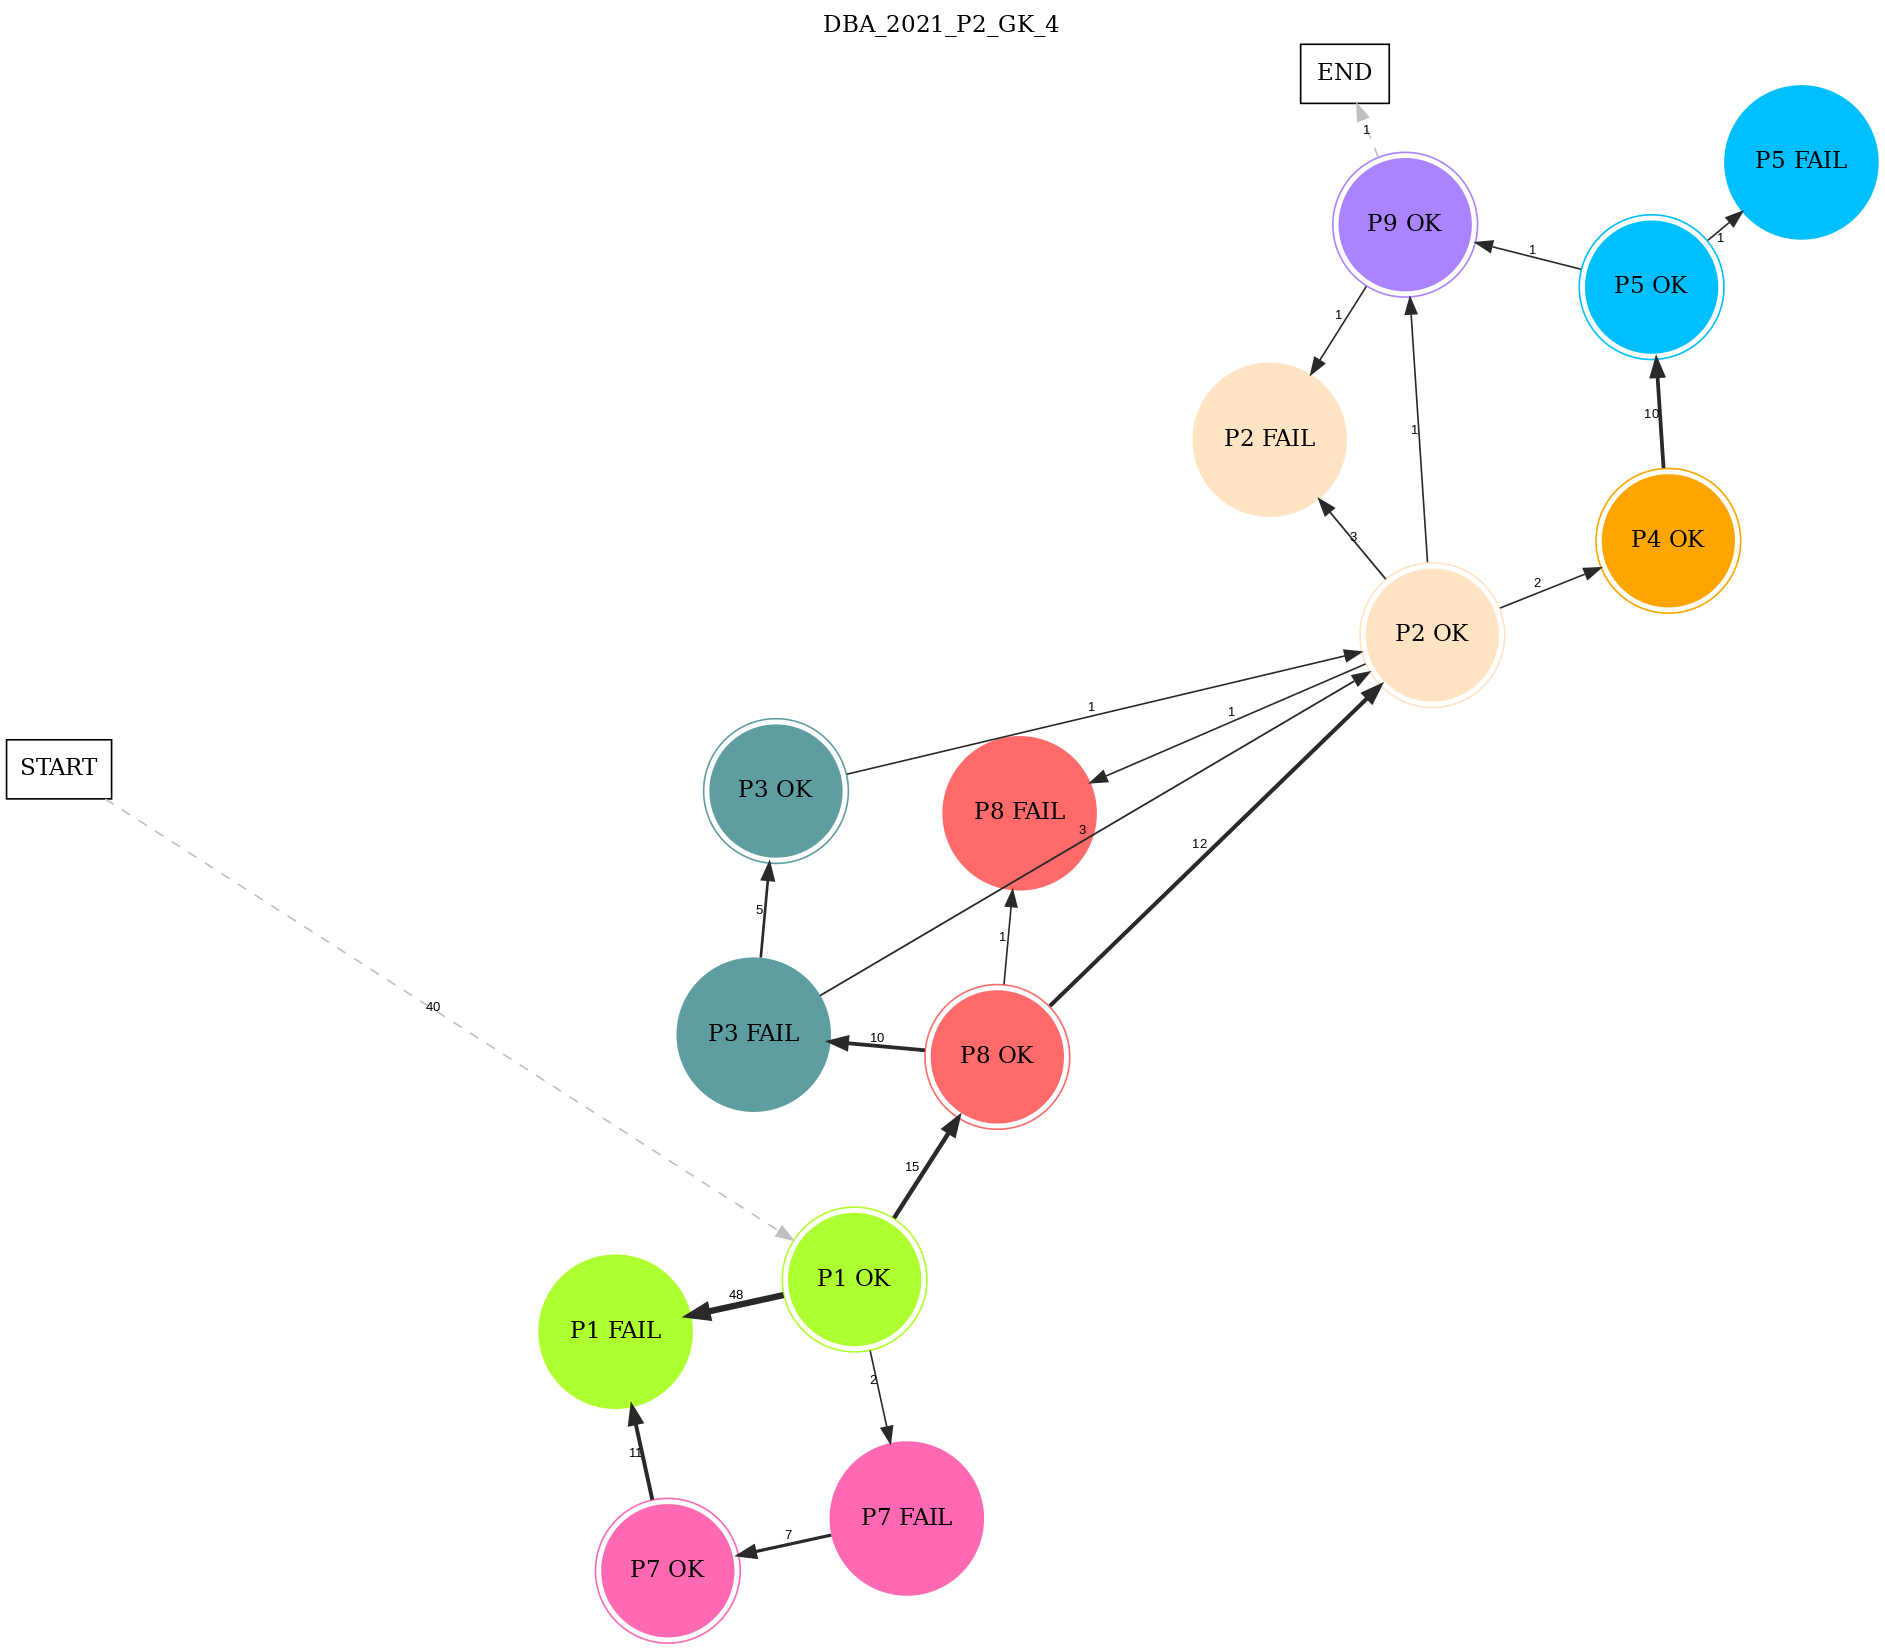 DBA_2021_P2_GK_4
END
1
P5 FAIL
P9 OK
1
1
P5 OK
1
P2 FAIL
10
1
3
P4 OK
2
P2 OK
1
1
START
P3 OK
P8 FAIL
3
12
5
1
40
P3 FAIL
10
P8 OK
15
P1 OK
48
P1 FAIL
2
11
P7 FAIL
7
P7 OK